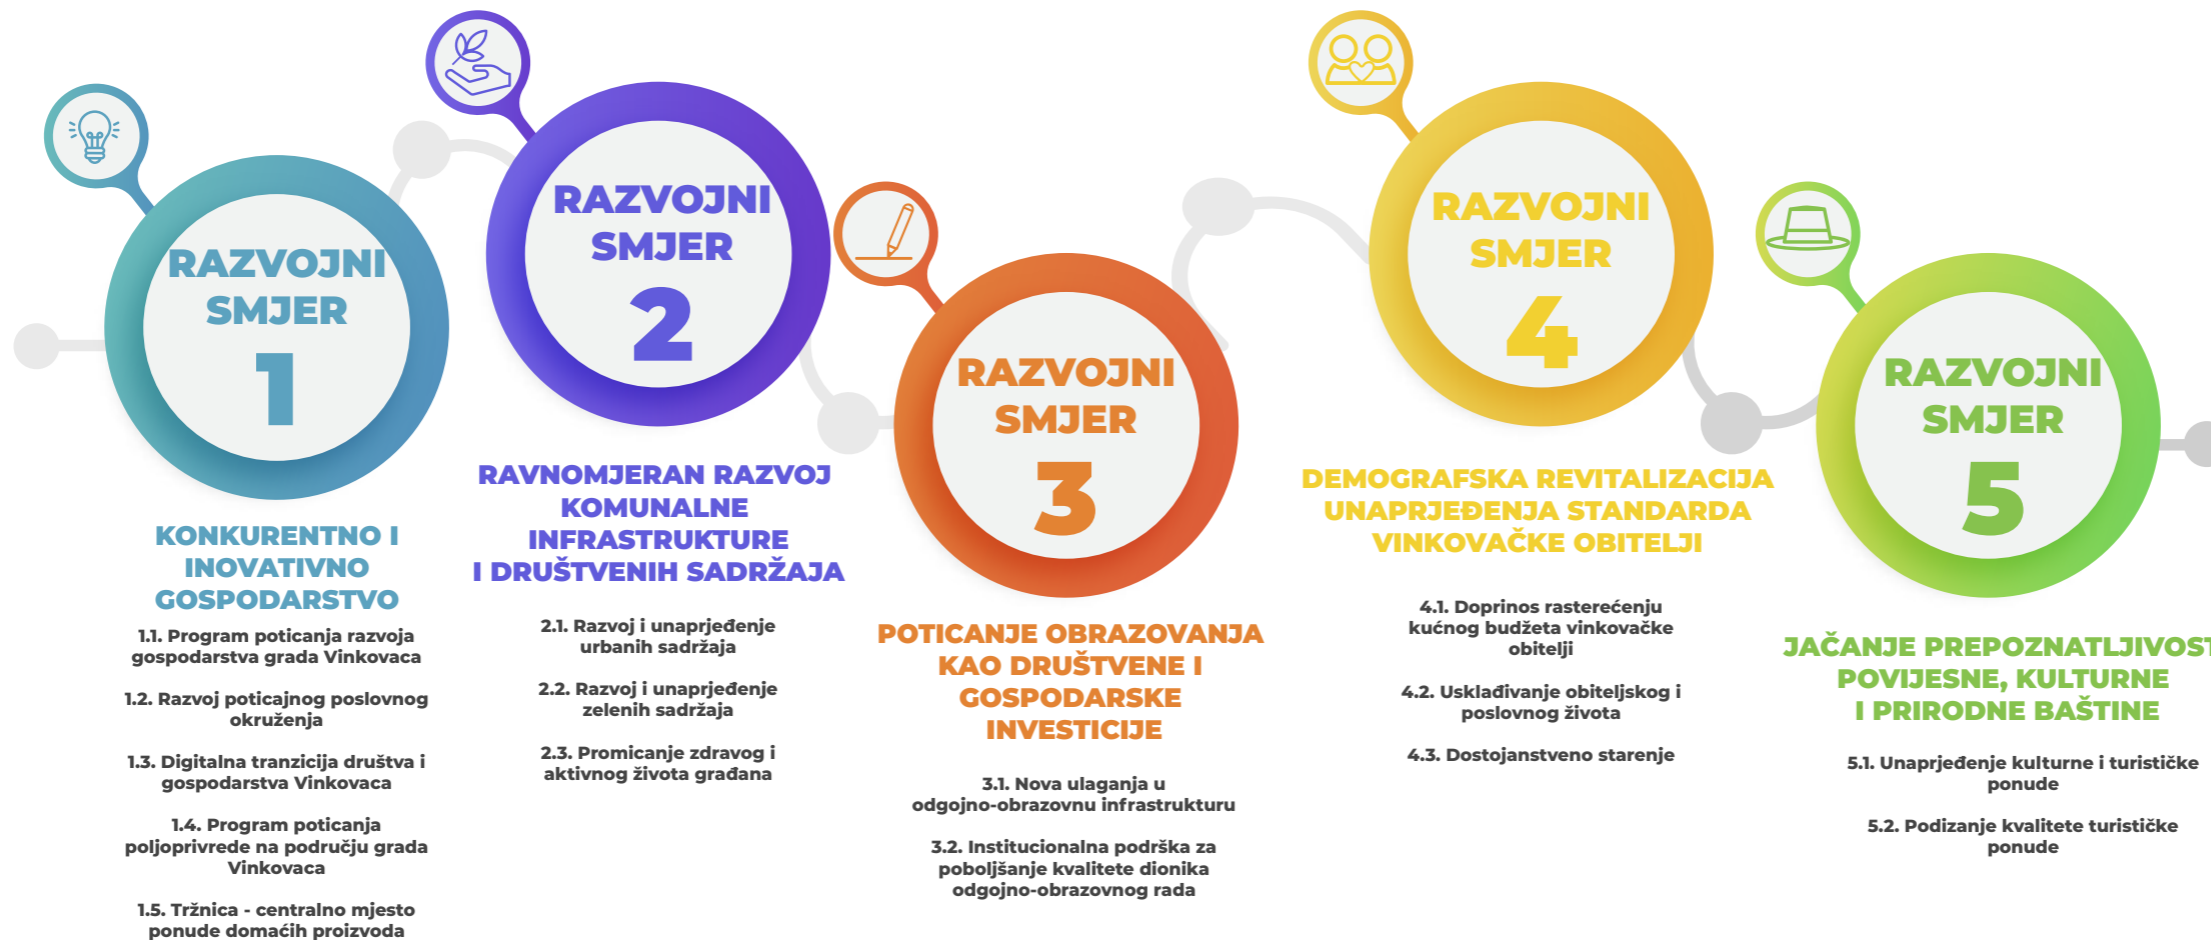 RAZVOJNI
SMJER
1
KONKURENTNO I
INOVATIVNO
GOSPODARSTVO
1.1. Program poticanja razvoja
gospodarstva grada Vinkovaca
1.2. Razvoj poticajnog poslovnog
okruženja
1.3. Digitalna tranzicija društva i
gospodarstva Vinkovaca
1.4. Program poticanja
poljoprivrede na području grada
Vinkovaca
1.5. Tržnica - centralno mjesto
ponude domaćih proizvoda
RAZVOJNI
SMJER
2
RAVNOMJERAN RAZVOJ
KOMUNALNE
INFRASTRUKTURE
I DRUŠTVENIH SADRŽAJA
2.1. Razvoj i unaprjeđenje
urbanih sadržaja
2.2. Razvoj i unaprjeđenje
zelenih sadržaja
2.3. Promicanje zdravog i
aktivnog života građana
RAZVOJNI
SMJER
3
POTICANJE OBRAZOVANJA
KAO DRUŠTVENE I
GOSPODARSKE
INVESTICIJE
3.1. Nova ulaganja u
odgojno-obrazovnu infrastrukturu
3.2. Institucionalna podrška za
poboljšanje kvalitete dionika
odgojno-obrazovnog rada
RAZVOJNI
SMJER
4
DEMOGRAFSKA REVITALIZACIJA
UNAPRJEĐENJA STANDARDA
VINKOVAČKE OBITELJI
4.1. Doprinos rasterećenju
kućnog budžeta vinkovačke
obitelji
4.2. Usklađivanje obiteljskog i
poslovnog života
4.3. Dostojanstveno starenje
RAZVOJNI
SMJER
5
JAČANJE PREPOZNATLJIVOST
POVIJESNE, KULTURNE
I PRIRODNE BAŠTINE
5.1. Unaprjeđenje kulturne i turističke
ponude
5.2. Podizanje kvalitete turističke
ponude